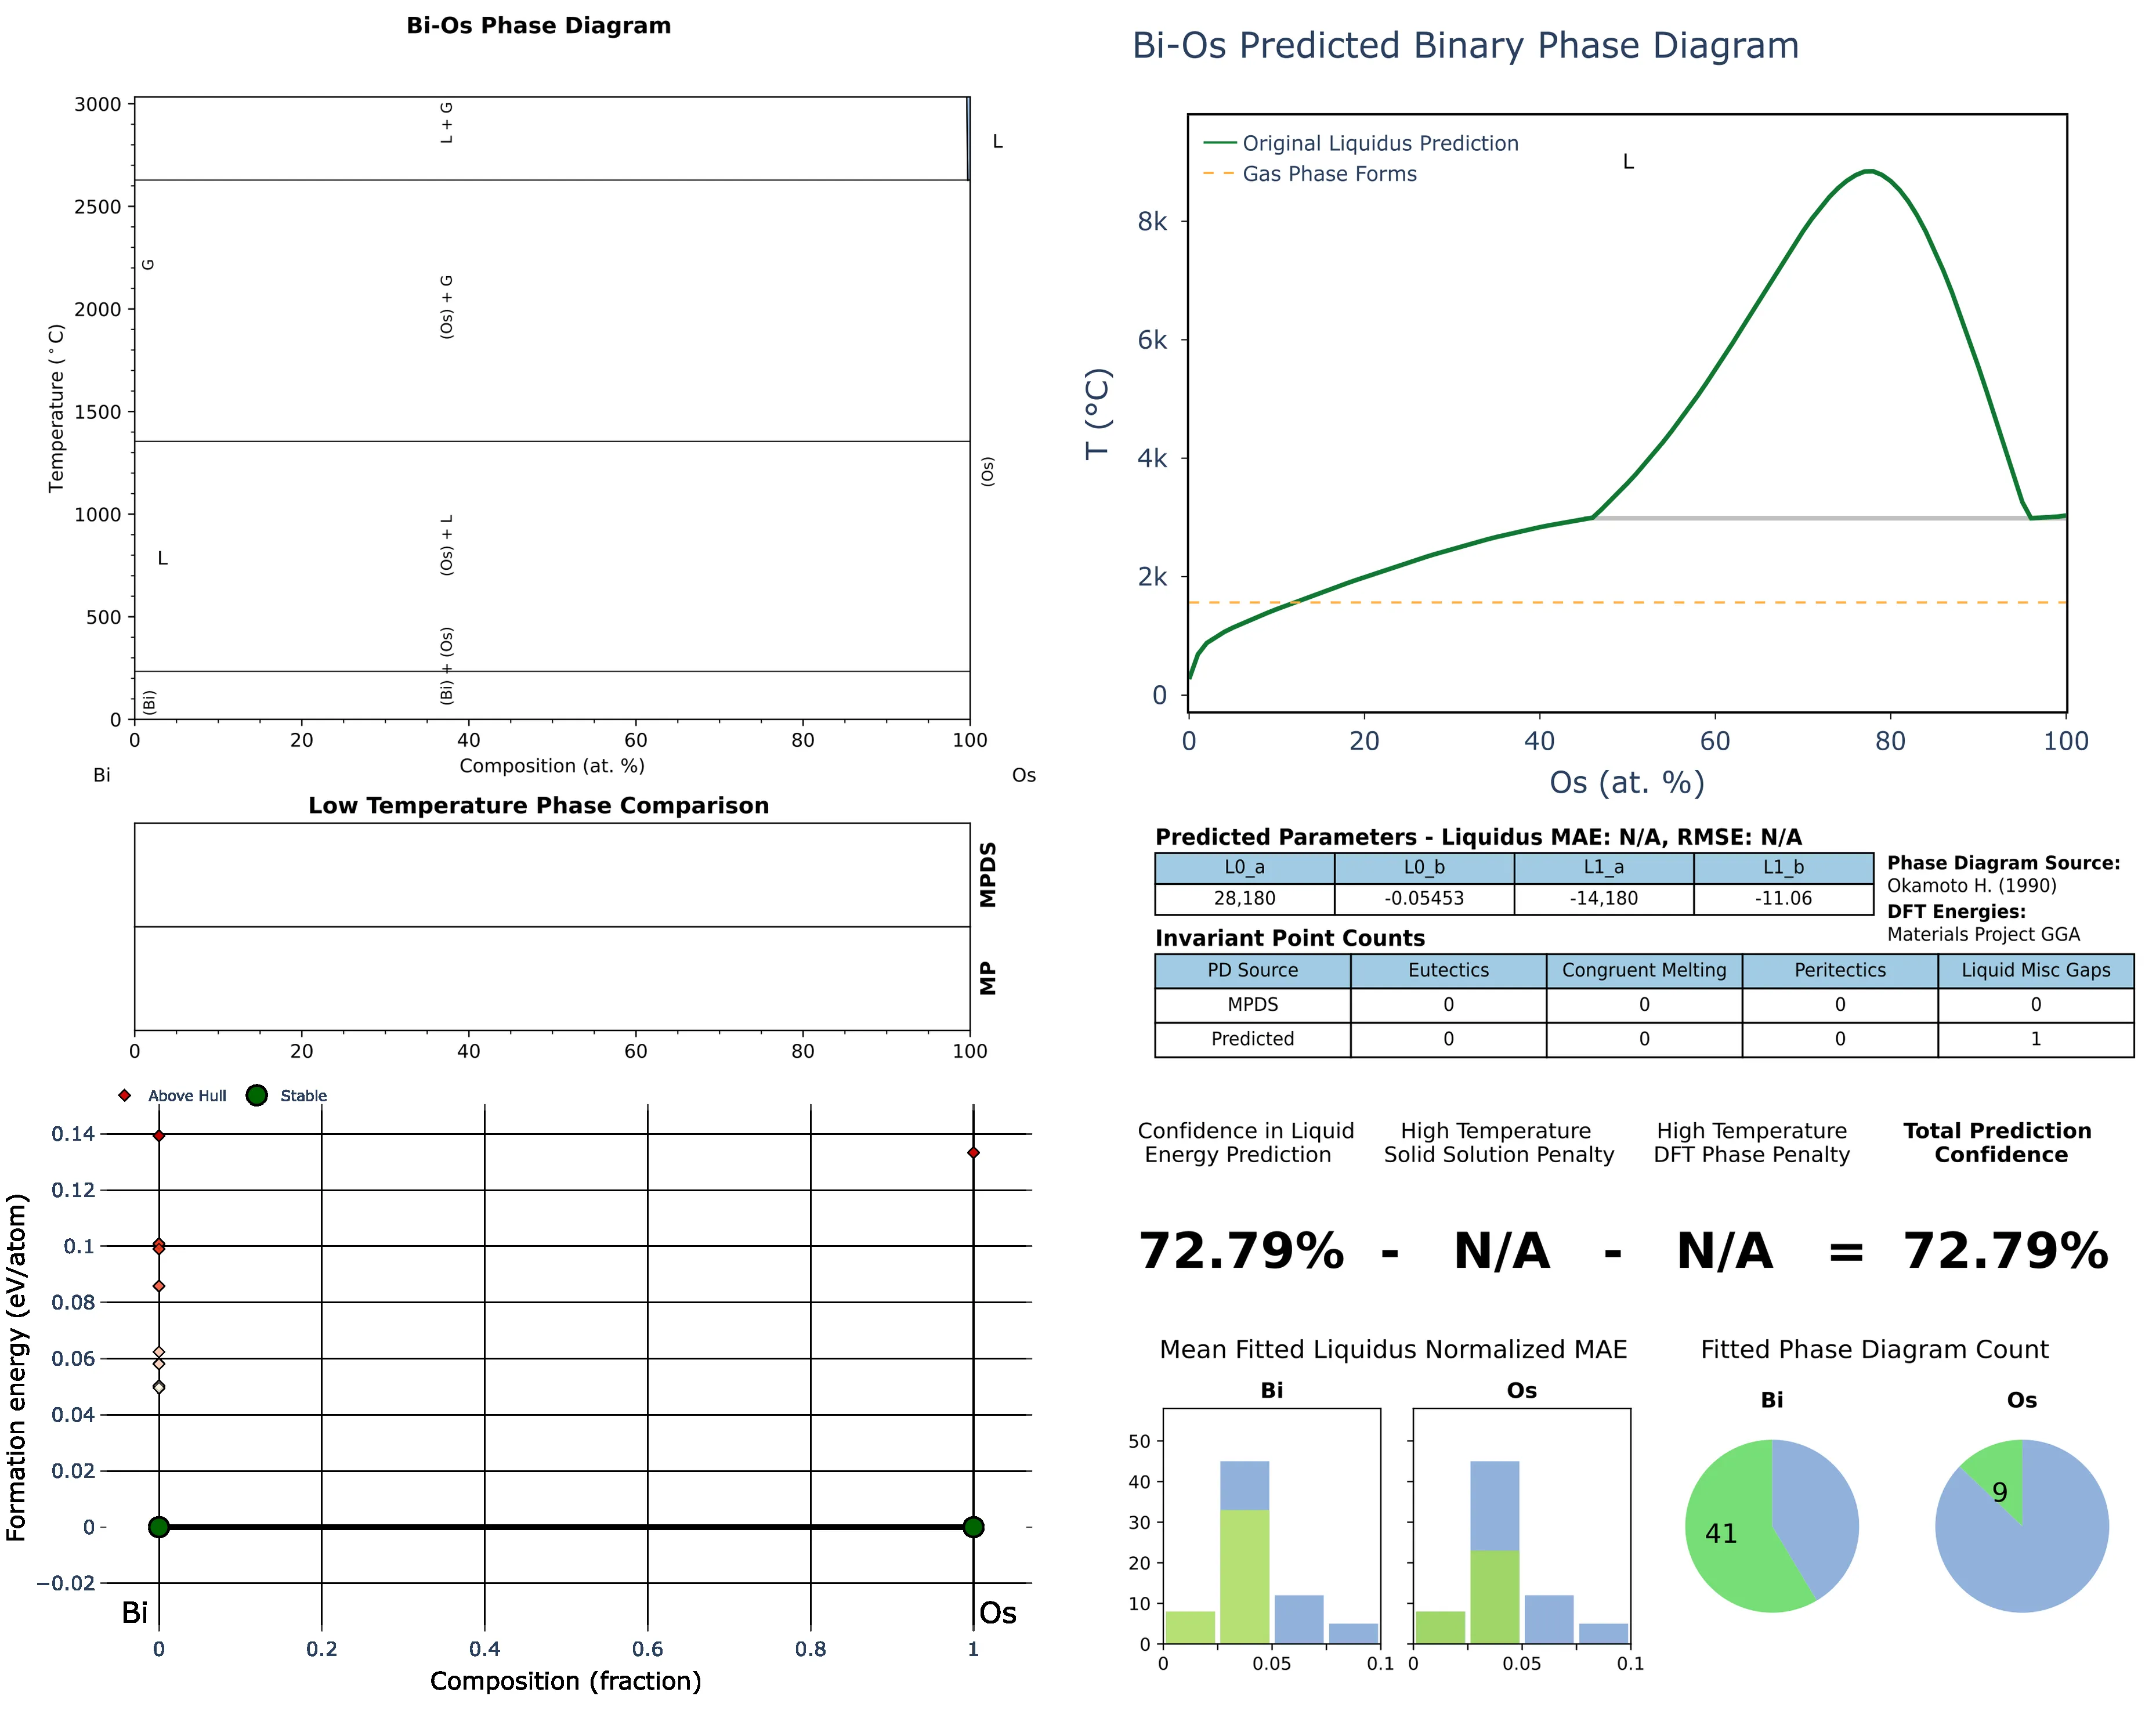 Bi-Os Phase Diagram
3000
2500
2000
1500
1000
500
0
Temperature (°C)
L + G
L
G
(Os) + G
(Os)
(Os) + L
L
(Bi) + (Os)
(Bi)
0 20 40 60 80 100
Composition (at. %)
Bi Os
Low Temperature Phase Comparison
MPDS
MP
0 20 40 60 80 100
Above Hull Stable
0.14
0.12
0.1
0.08
0.06
0.04
0.02
0
−0.02
Formation energy (eV/atom)
Bi Os
0 0.2 0.4 0.6 0.8 1
Composition (fraction)
Bi-Os Predicted Binary Phase Diagram
Original Liquidus Prediction
Gas Phase Forms
L
8k
6k
4k
2k
0
T (°C)
0 20 40 60 80 100
Os (at. %)
Predicted Parameters - Liquidus MAE: N/A, RMSE: N/A
L0_a L0_b L1_a L1_b
28,180 -0.05453 -14,180 -11.06
Phase Diagram Source:
Okamoto H. (1990)
DFT Energies:
Materials Project GGA
Invariant Point Counts
PD Source Eutectics Congruent Melting Peritectics Liquid Misc Gaps
MPDS 0 0 0 0
Predicted 0 0 0 1
Confidence in Liquid
Energy Prediction
High Temperature
Solid Solution Penalty
High Temperature
DFT Phase Penalty
Total Prediction
Confidence
72.79% - N/A - N/A = 72.79%
Mean Fitted Liquidus Normalized MAE
Bi Os
50
40
30
20
10
0
0 0.05 0.1 0 0.05 0.1
Fitted Phase Diagram Count
Bi Os
41 9